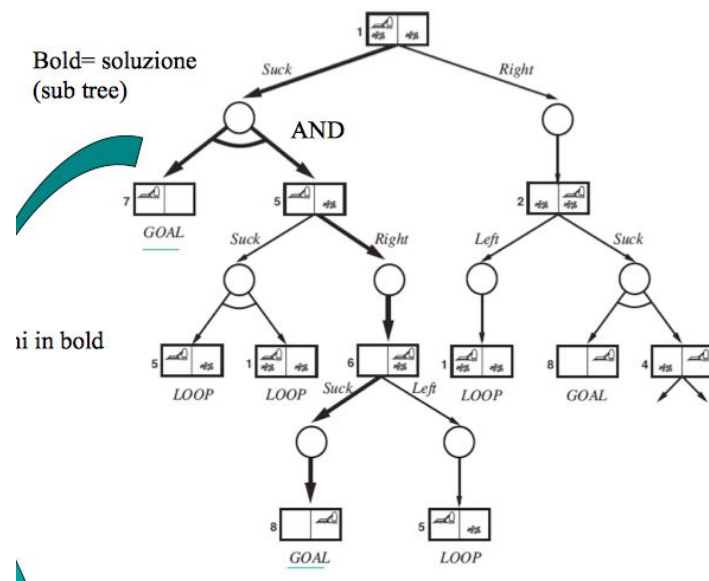 1
Bold= soluzione
(sub tree)
Suck
Right
AND
7
5
2
GOAL
Suck
Right
Left
Suck
ni in bold
5
1
6
1
8
4
LOOP
LOOP
Suck
Left
LOOP
GOAL
8
5
GOAL
LOOP